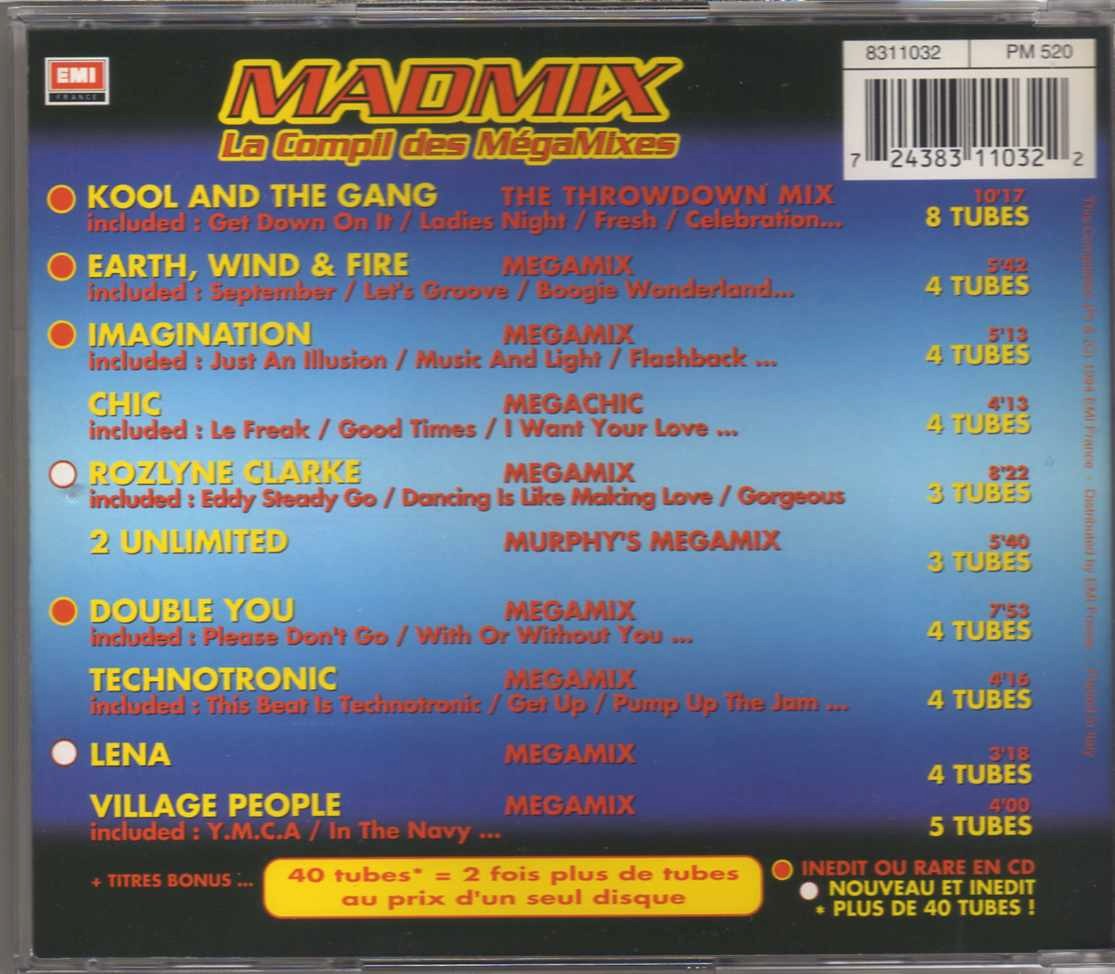 EMI
FRANCE
MADMIX
La Compil des MégaMixes
8311032 PM 520
7 24383 11032 2
KOOL AND THE GANG THE THROWDOWN MIX 10'17
included : Get Down On It / Ladies Night / Fresh / Celebration... 8 TUBES
EARTH, WIND & FIRE MEGAMIX 5'42
included : September / Let's Groove / Boogie Wonderland... 4 TUBES
IMAGINATION MEGAMIX 5'13
included : Just An Illusion / Music And Light / Flashback ... 4 TUBES
CHIC MEGACHIC 4'13
included : Le Freak / Good Times / I Want Your Love ... 4 TUBES
ROZLYNE CLARKE MEGAMIX 8'22
included : Eddy Steady Go / Dancing Is Like Making Love / Gorgeous 3 TUBES
2 UNLIMITED MURPHY'S MEGAMIX 5'40
3 TUBES
DOUBLE YOU MEGAMIX 7'53
included : Please Don't Go / With Or Without You ... 4 TUBES
TECHNOTRONIC MEGAMIX 4'16
included : This Beat Is Technotronic / Get Up / Pump Up The Jam ... 4 TUBES
LENA MEGAMIX 3'18
4 TUBES
VILLAGE PEOPLE MEGAMIX 4'00
included : Y.M.C.A / In The Navy ... 5 TUBES
+ TITRES BONUS ...
40 tubes* = 2 fois plus de tubes
au prix d'un seul disque
INEDIT OU RARE EN CD
NOUVEAU ET INEDIT
* PLUS DE 40 TUBES !
This Compilation (P) & (C) 1994 EMI France - Distributed by EMI France -